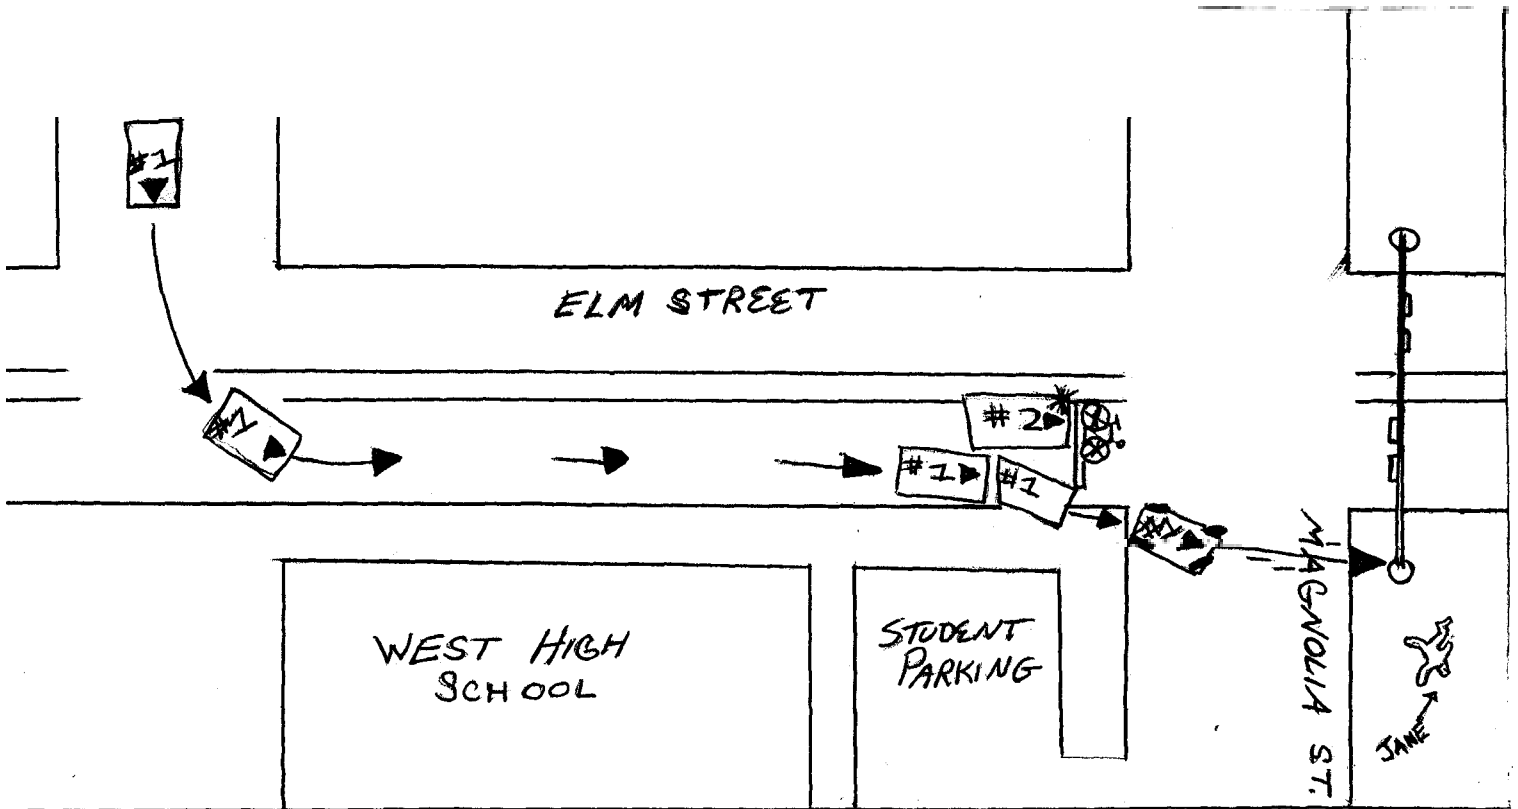 #1
ELM STREET
#1
#2
#1
#1
#1
MAGNOLIA ST.
WEST HIGH
SCHOOL
STUDENT
PARKING
JANE